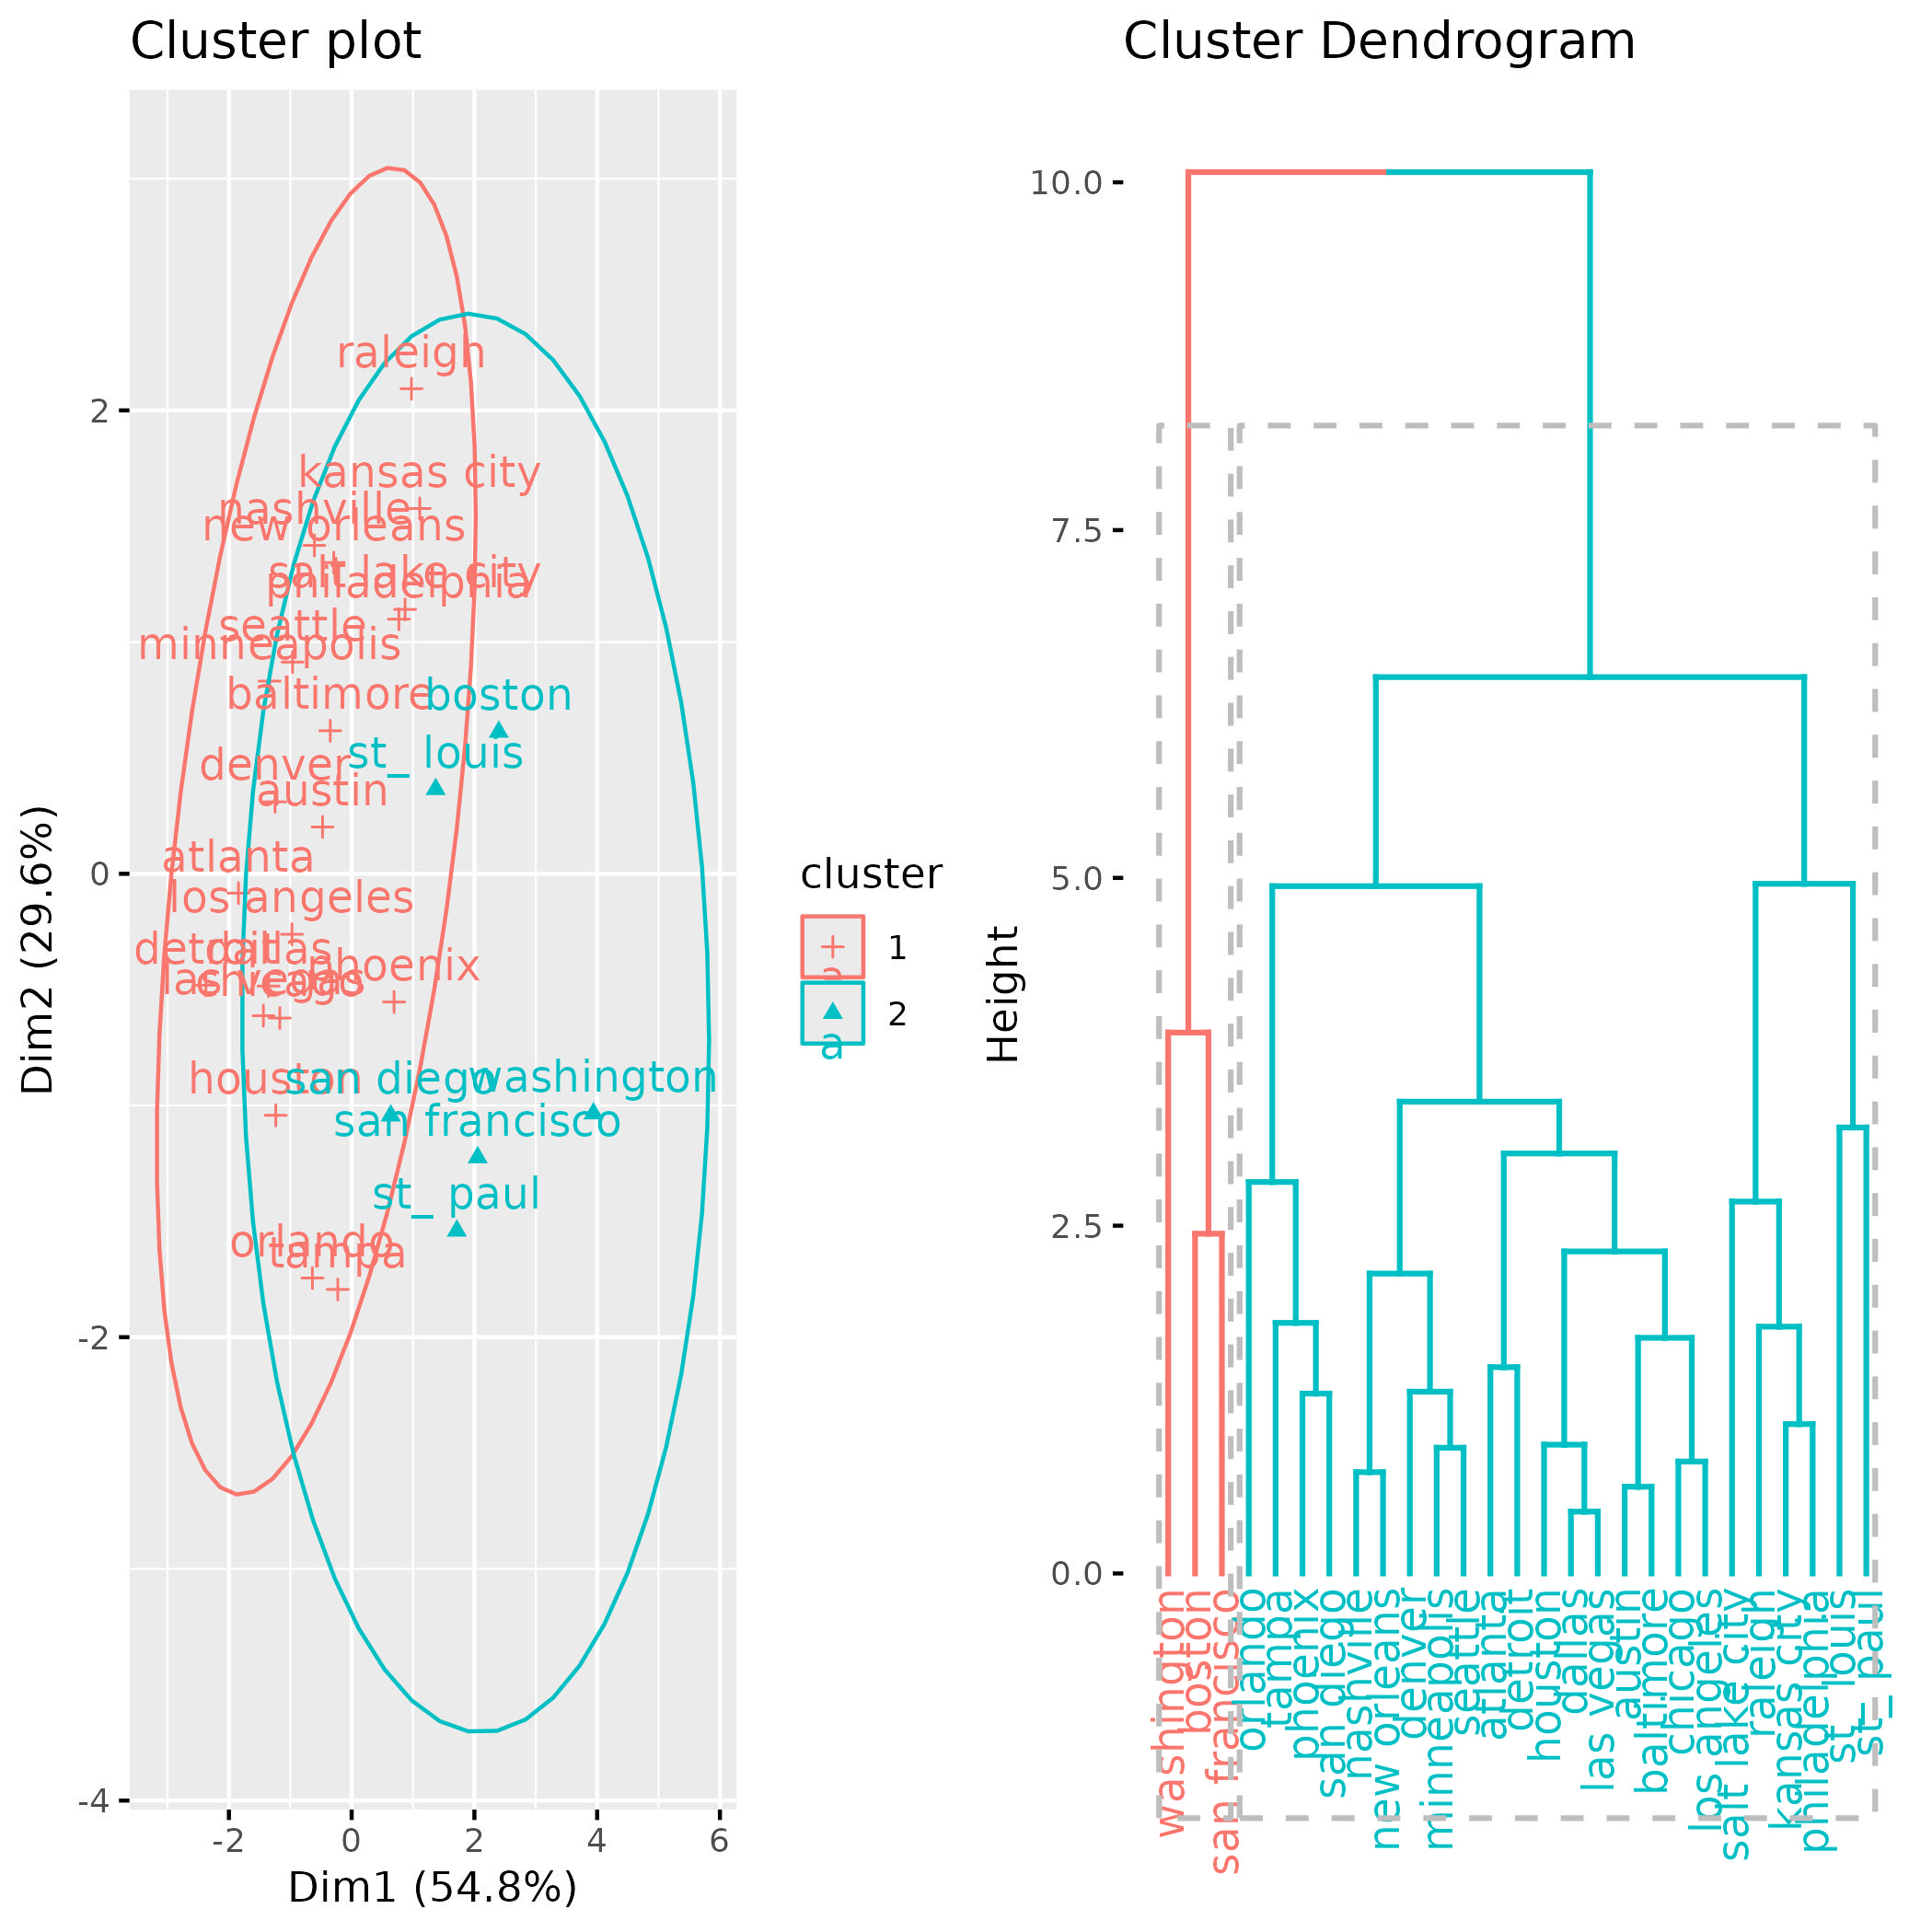 Cluster plot
raleigh
kansas city
nashville
new orleans
salt lake city
philadelphia
seattle
minneapolis
baltimore
boston
st_ louis
denver
austin
atlanta
los angeles
detroit
dallas
phoenix
las vegas
chicago
houston
san diego
washington
san francisco
st_ paul
orlando
tampa
2
0
-2
-4
-2
0
2
4
6
Dim1 (54.8%)
Dim2 (29.6%)
cluster
a
1
a
2
Cluster Dendrogram
10.0
7.5
5.0
2.5
0.0
Height
washington
boston
san francisco
orlando
tampa
phoenix
san diego
nashville
new orleans
denver
minneapolis
seattle
atlanta
detroit
houston
dallas
las vegas
austin
baltimore
chicago
los angeles
salt lake city
raleigh
kansas city
philadelphia
st_ louis
st_ paul